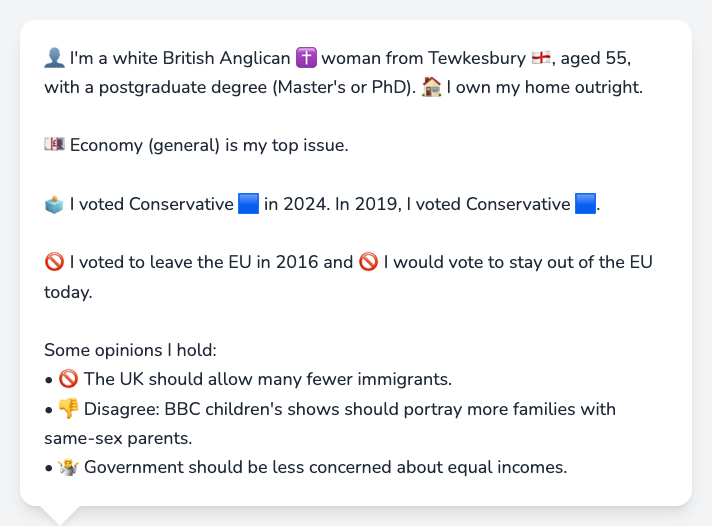 👤 I'm a white British Anglican ✝️ woman from Tewkesbury 🏴󠁧󠁢󠁥󠁮󠁧󠁿, aged 55,
with a postgraduate degree (Master's or PhD). 🏠 I own my home outright.
💷 Economy (general) is my top issue.
🗳️ I voted Conservative 🟦 in 2024. In 2019, I voted Conservative 🟦.
🚫 I voted to leave the EU in 2016 and 🚫 I would vote to stay out of the EU
today.
Some opinions I hold:
• 🚫 The UK should allow many fewer immigrants.
• 👎 Disagree: BBC children's shows should portray more families with
same-sex parents.
• 🤷 Government should be less concerned about equal incomes.